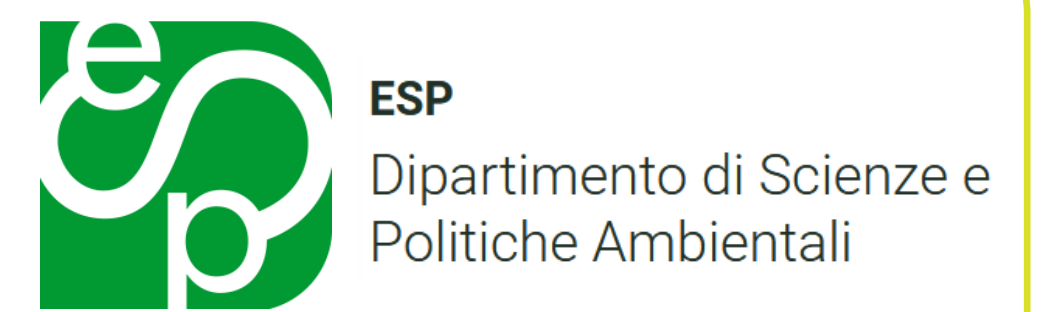 esp
ESP
Dipartimento di Scienze e
Politiche Ambientali